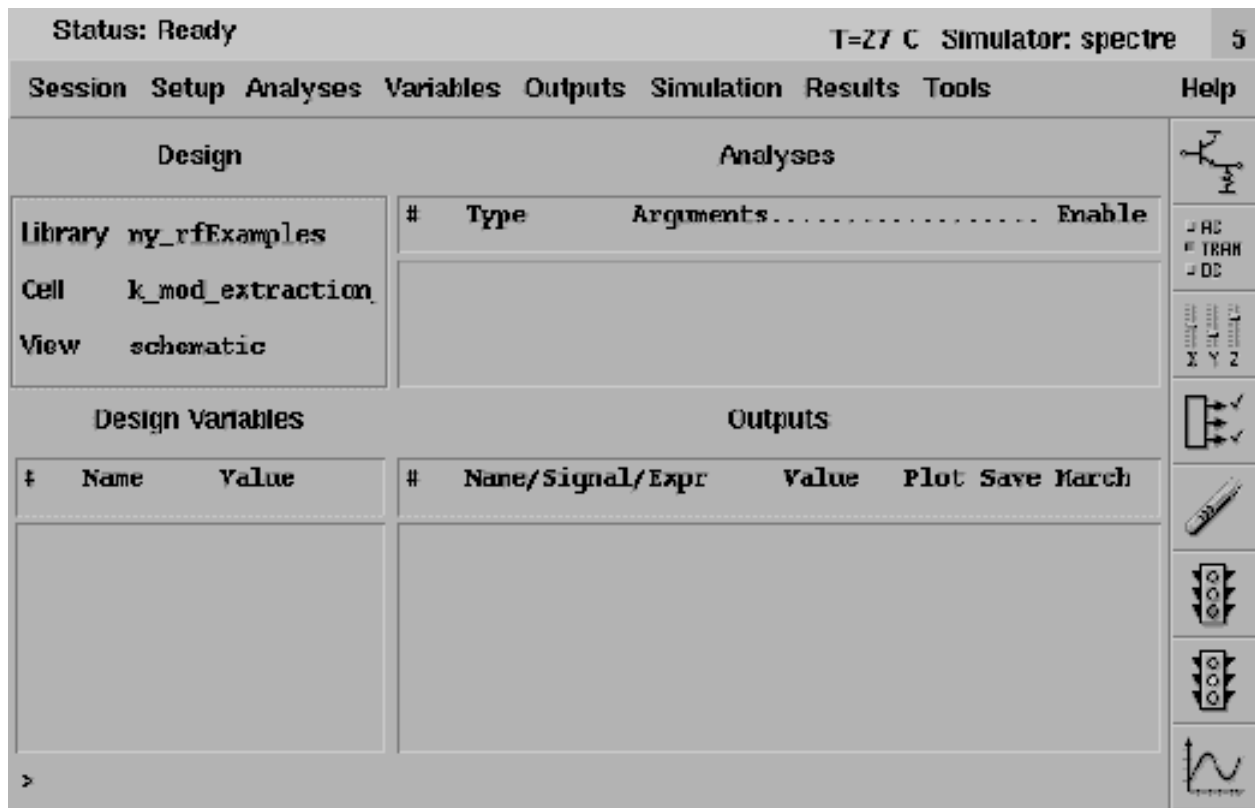 Status: Ready T=27 C Simulator: spectre 5
Session Setup Analyses Variables Outputs Simulation Results Tools Help
Design
Library my_rfExamples
Cell k_mod_extraction_
View schematic
Analyses
# Type Arguments.................. Enable
Design Variables
# Name Value
Outputs
# Name/Signal/Expr Value Plot Save March
>
AC
TRAN
DC
X Y Z